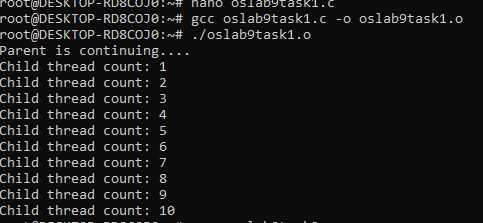 root@DESKTOP-RD8COJ0:~# nano oslab9task1.c
root@DESKTOP-RD8COJ0:~# gcc oslab9task1.c -o oslab9task1.o
root@DESKTOP-RD8COJ0:~# ./oslab9task1.o
Parent is continuing....
Child thread count: 1
Child thread count: 2
Child thread count: 3
Child thread count: 4
Child thread count: 5
Child thread count: 6
Child thread count: 7
Child thread count: 8
Child thread count: 9
Child thread count: 10